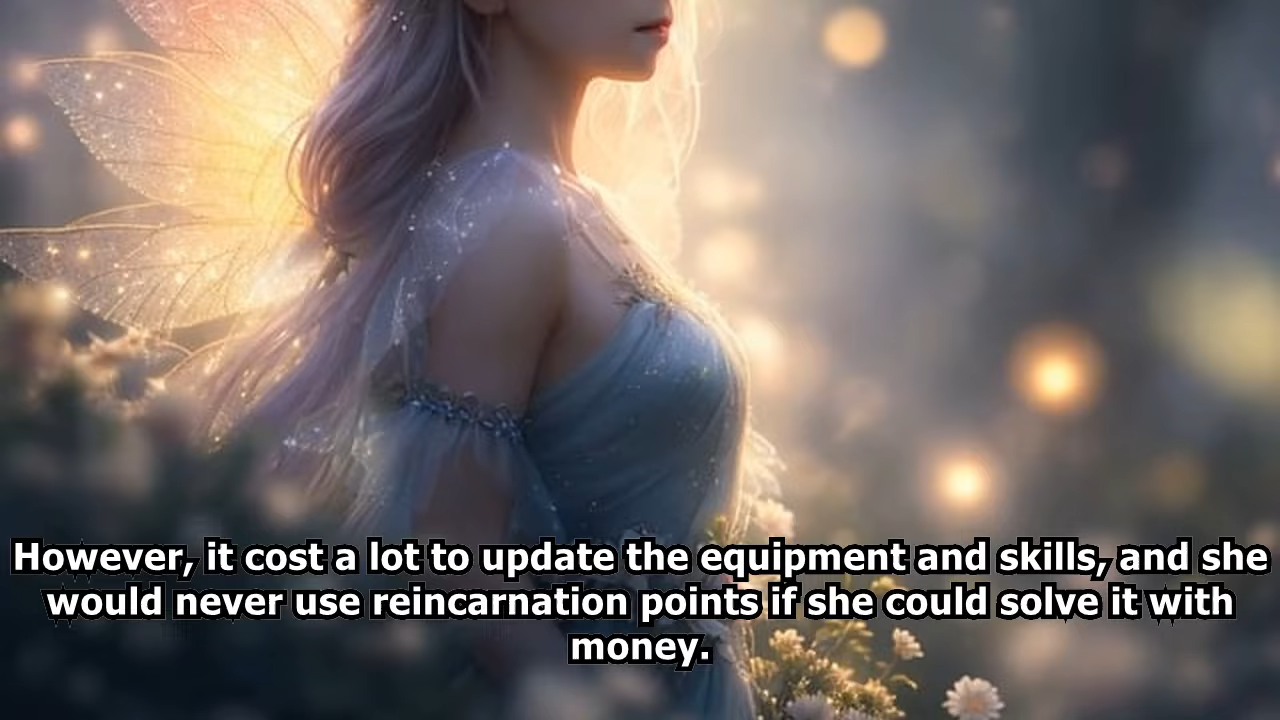 However, it cost a lot to update the equipment and skills, and she
would never use reincarnation points if she could solve it with
money.